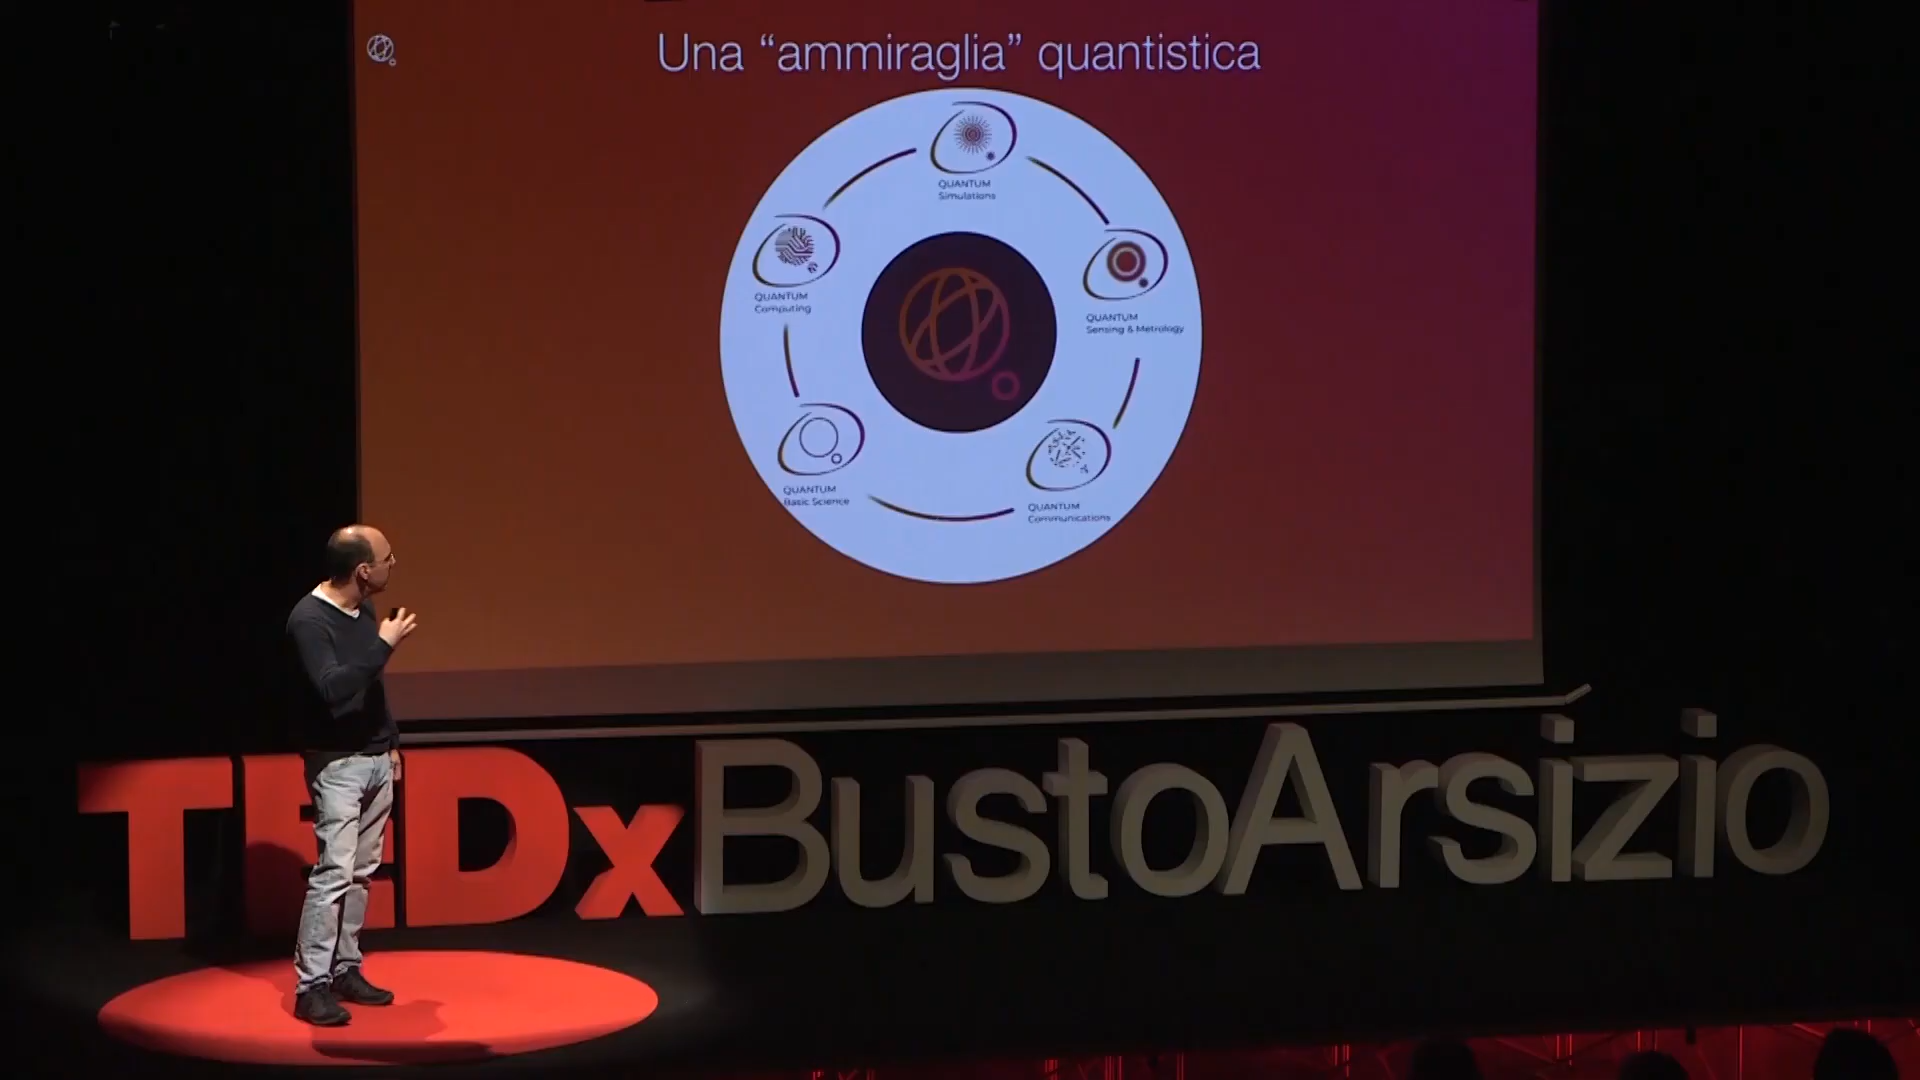 Una “ammiraglia” quantistica
QUANTUM
Simulations
QUANTUM
Computing
QUANTUM
Sensing & Metrology
QUANTUM
Basic Science
QUANTUM
Communications
TEDxBustoArsizio